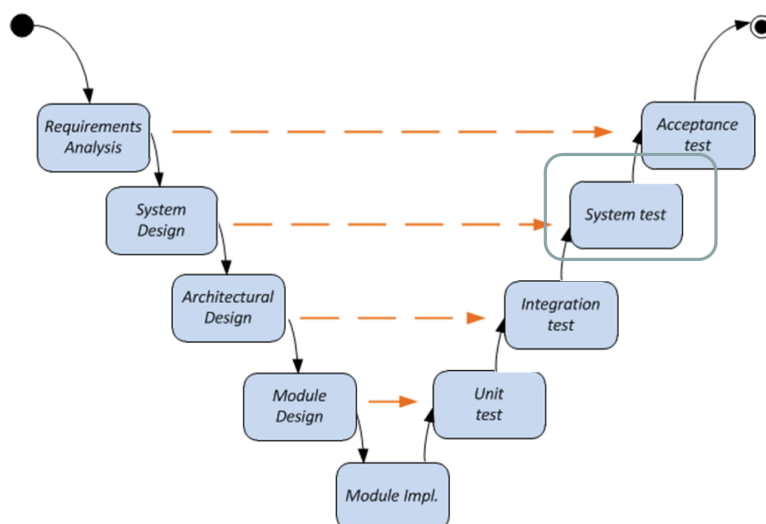 Requirements
Analysis
Acceptance
test
System
Design
System test
Architectural
Design
Integration
test
Module
Design
Unit
test
Module Impl.